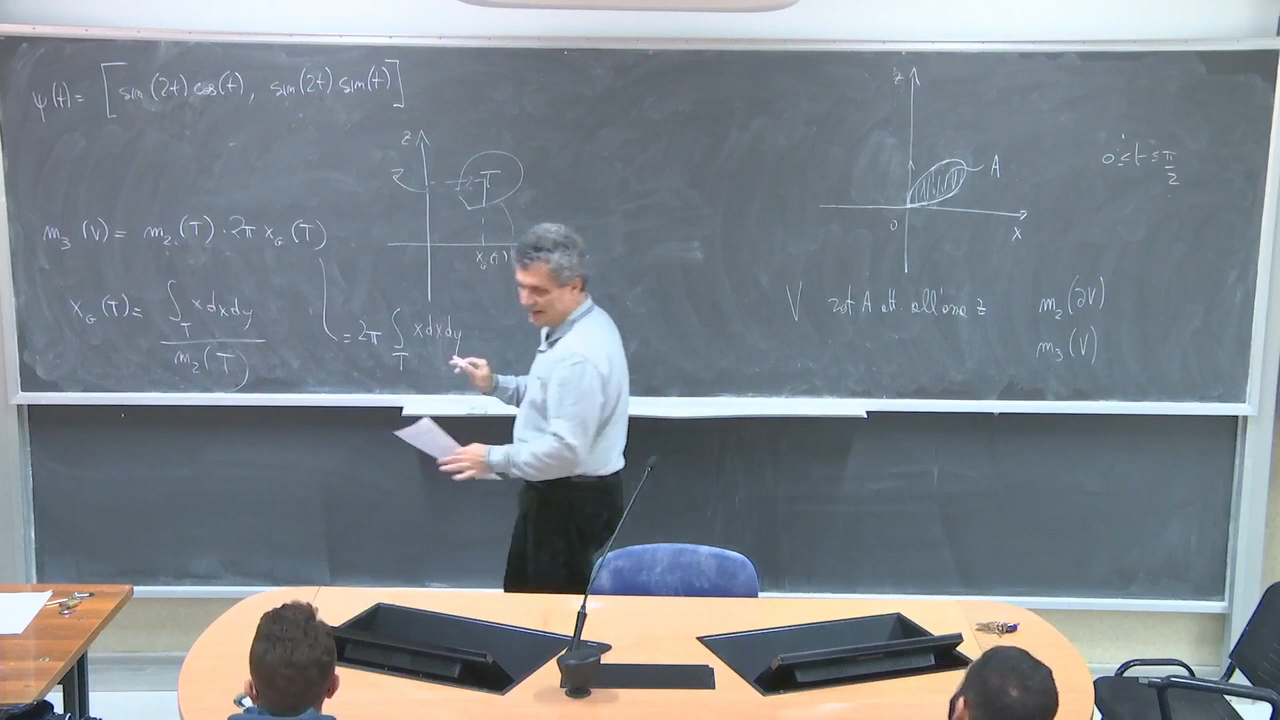 ψ(t) = [sin(2t) cos(t), sin(2t) sin(t)]
z
T
m₃(V) = m₂(T) · 2π x_G(T)
x_G(T) = ∫_T x dx dy / m₂(T)
= 2π ∫_T x dx dy
z
A
0 ≤ t ≤ π/2
0
x
V rot A att. all'asse z
m₂(∂V)
m₃(V)